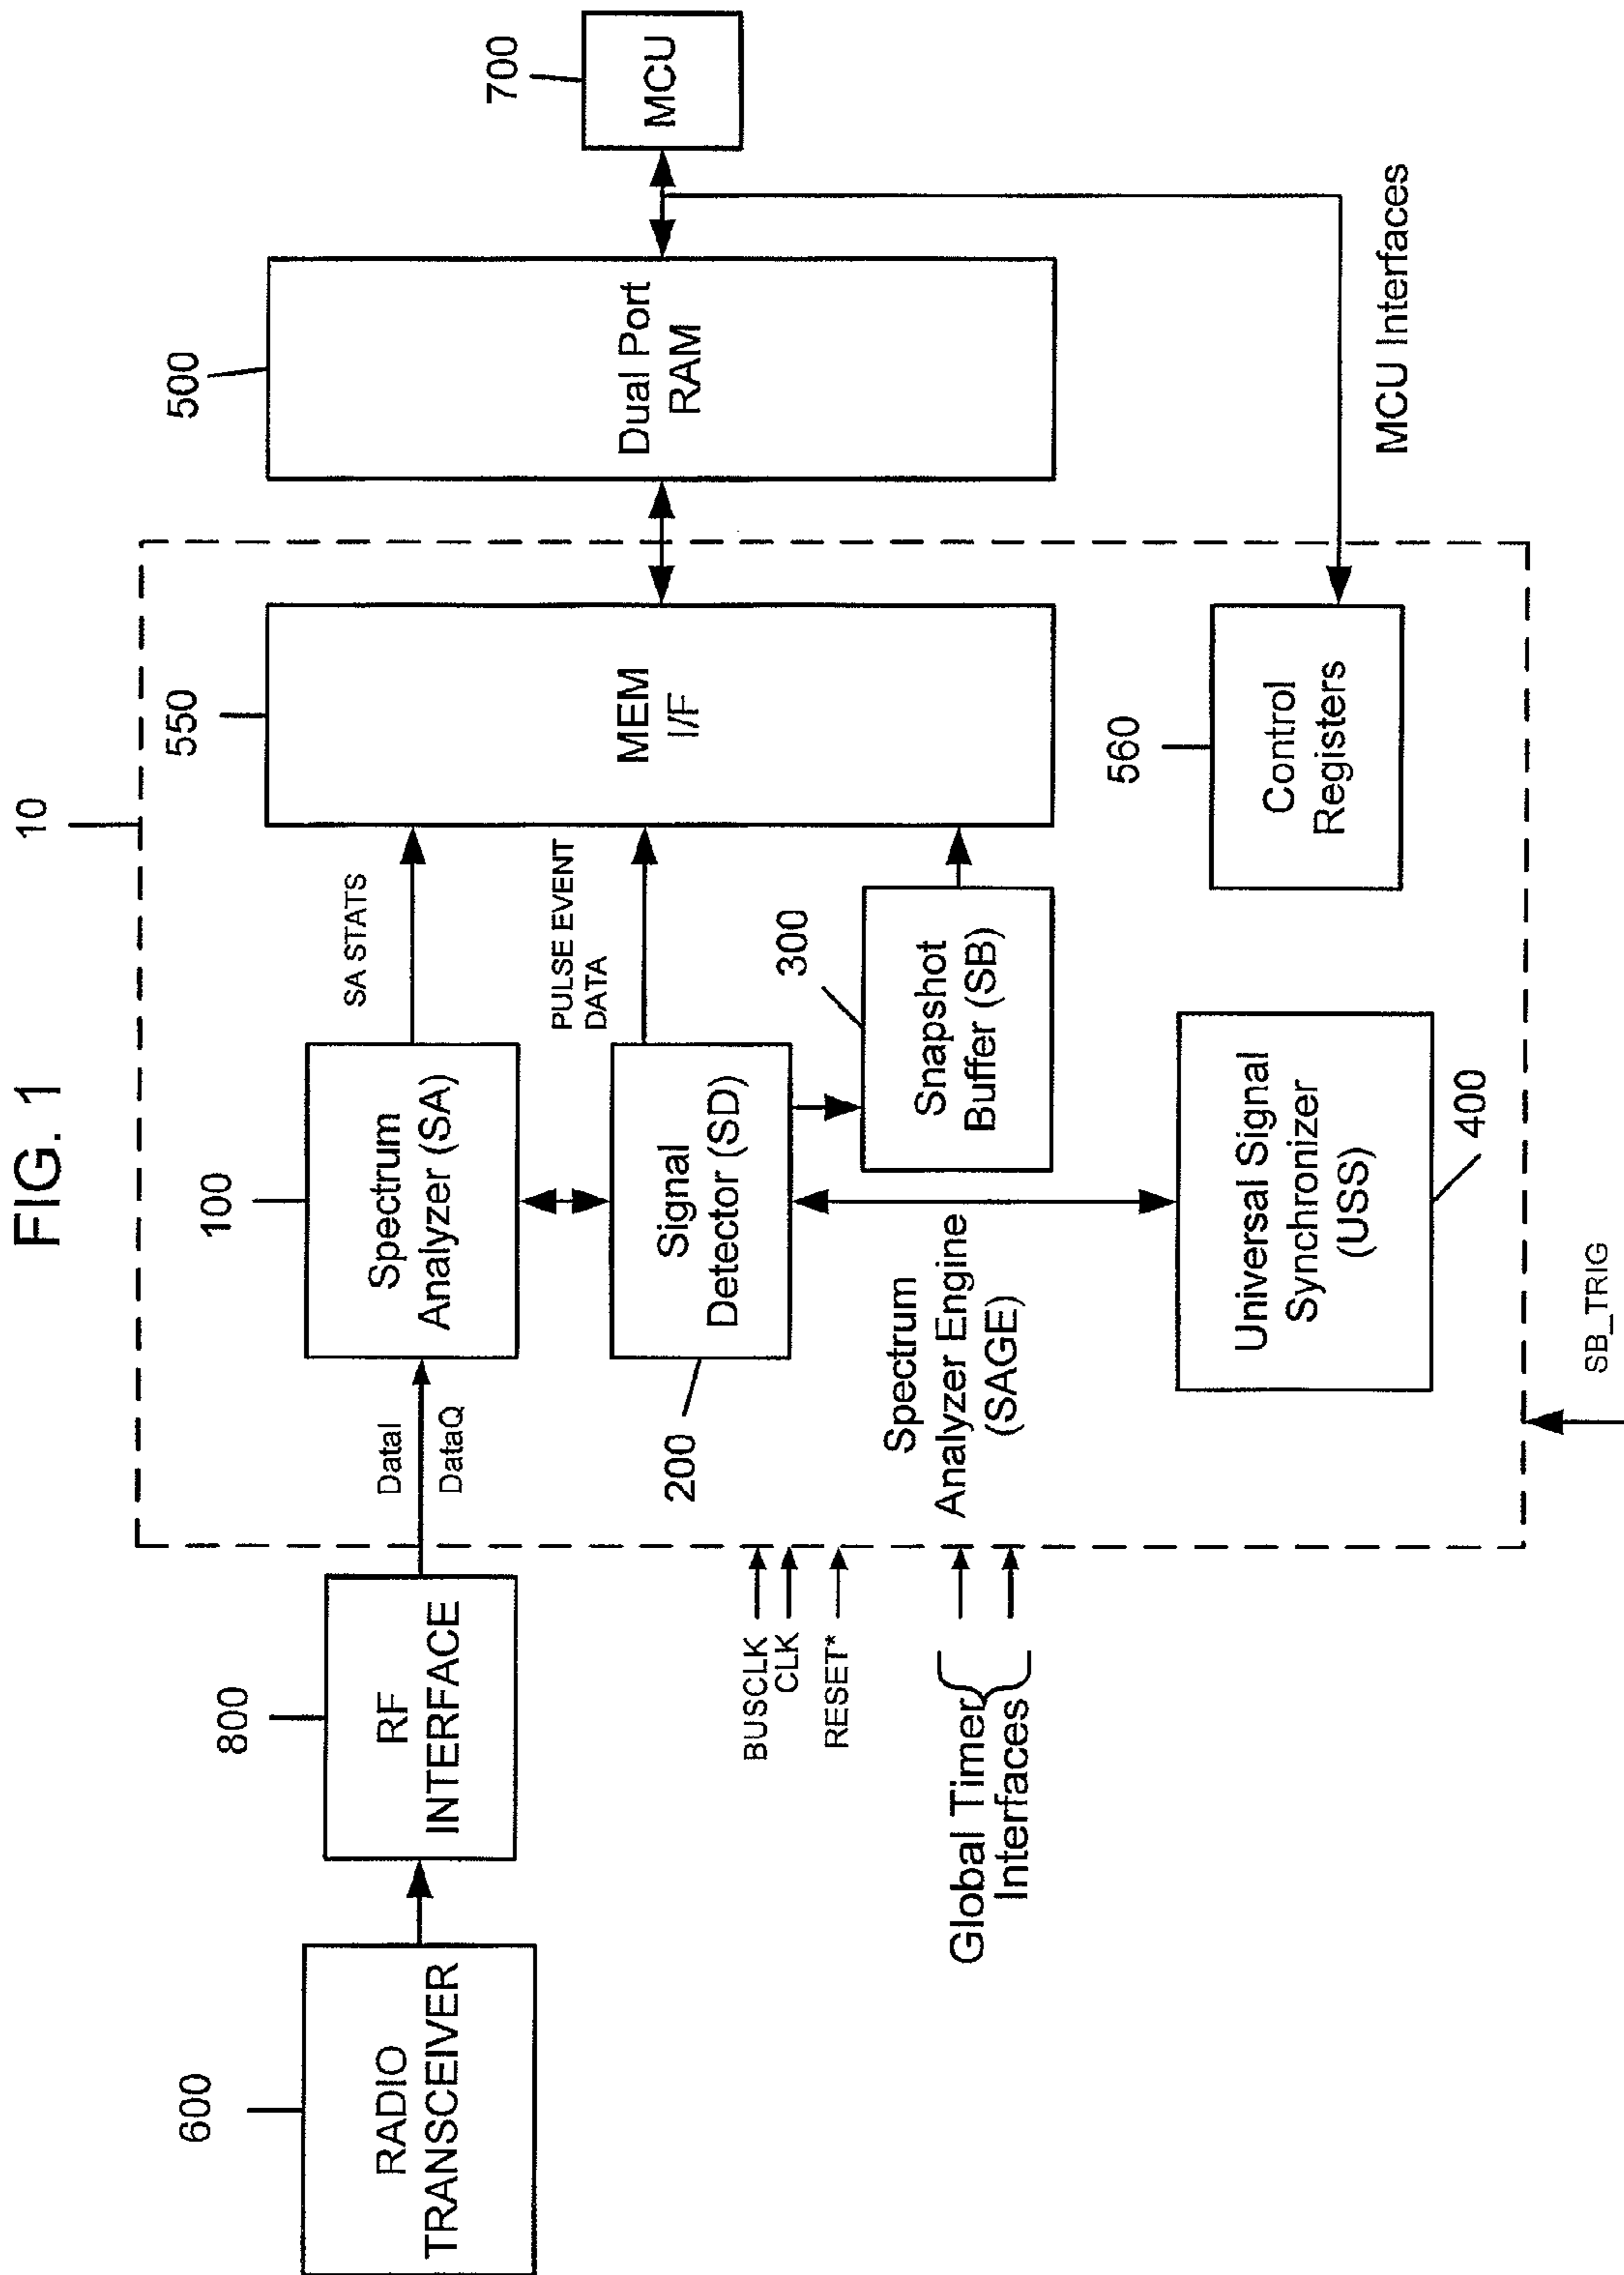 FIG. 1
10
600
RADIO
TRANSCEIVER
800
RF
INTERFACE
DataI
DataQ
100
Spectrum
Analyzer (SA)
SA STATS
550
MEM
I/F
500
Dual Port
RAM
700
MCU
200
Signal
Detector (SD)
PULSE EVENT
DATA
300
Snapshot
Buffer (SB)
BUSCLK
CLK
RESET*
Global Timer
Interfaces
Spectrum
Analyzer Engine
(SAGE)
Universal Signal
Synchronizer
(USS)
400
560
Control
Registers
MCU Interfaces
SB_TRIG